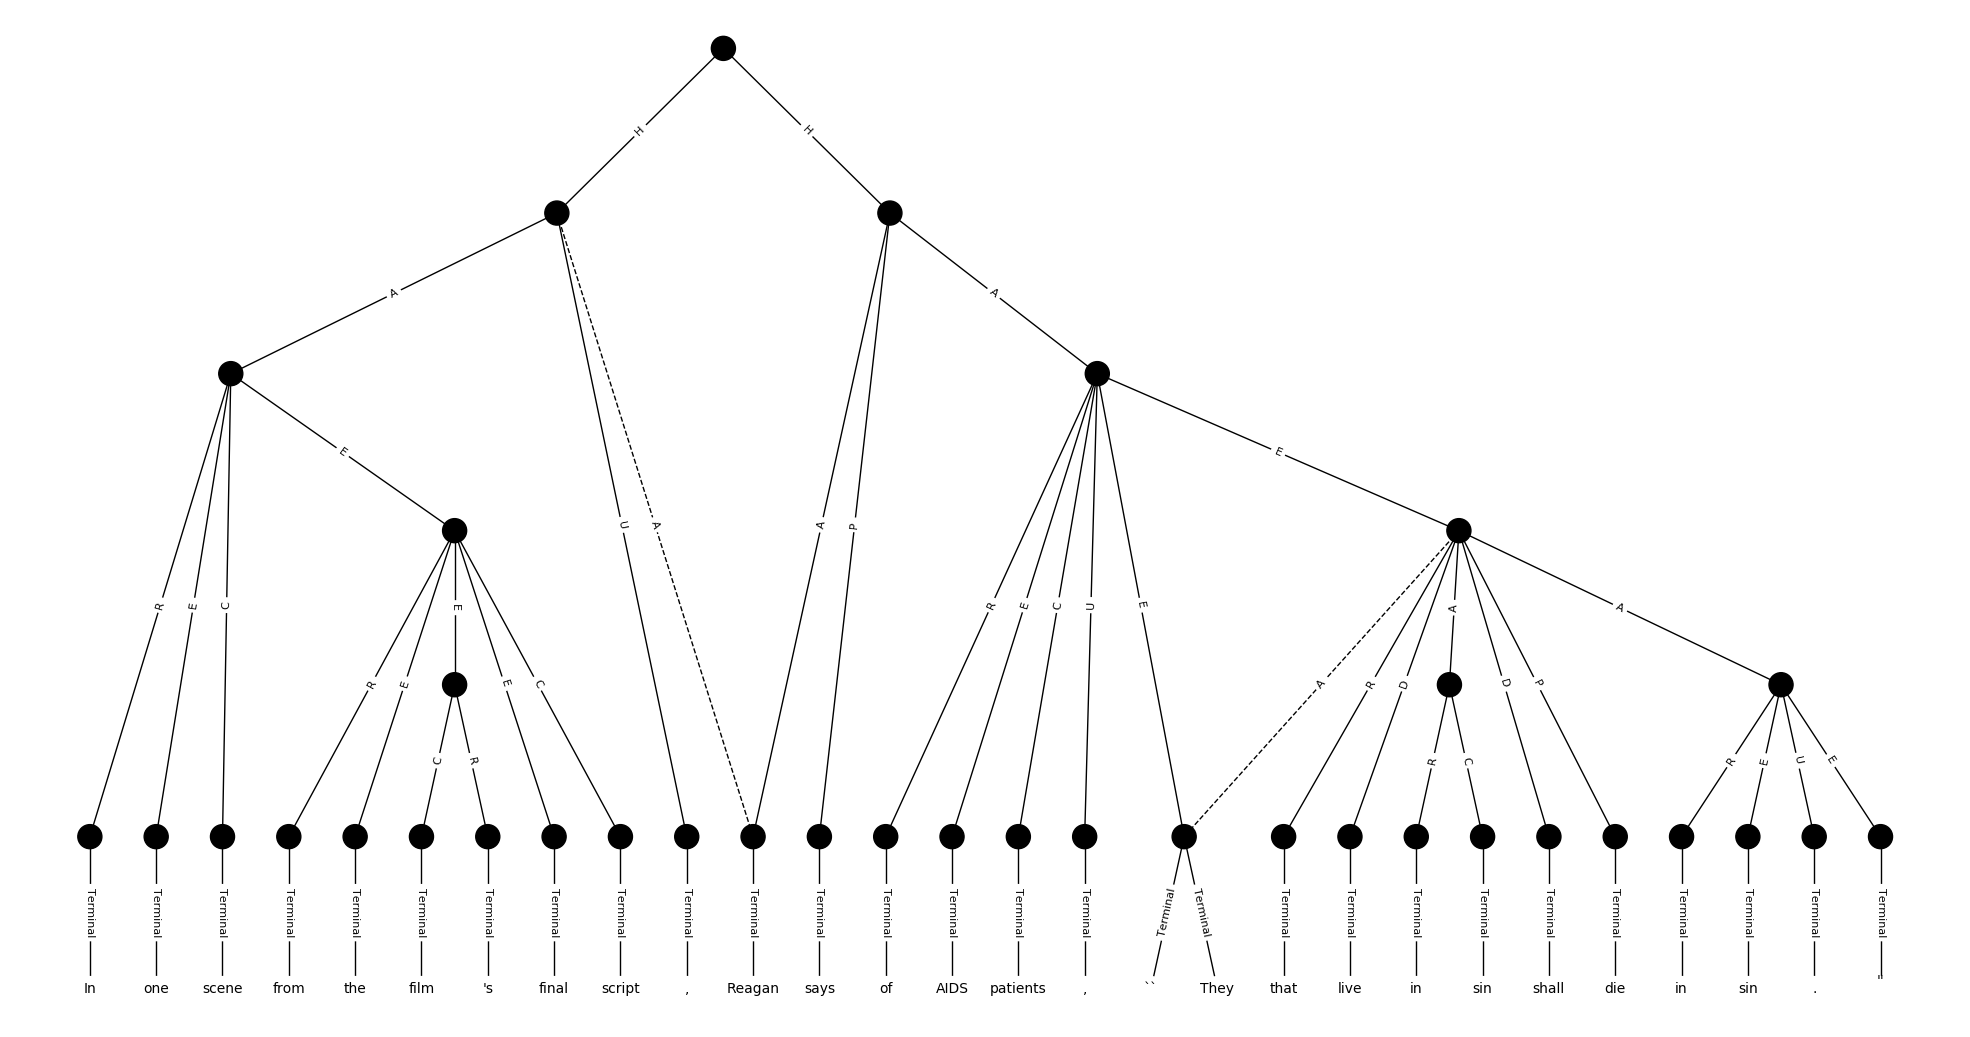 H H
A A
E E
R E C U A A P R E C U E A
R E E E C A R D A D P
C R R C R E U E
Terminal Terminal Terminal Terminal Terminal Terminal Terminal Terminal Terminal Terminal Terminal Terminal Terminal Terminal Terminal Terminal Terminal Terminal Terminal Terminal Terminal Terminal Terminal Terminal Terminal Terminal Terminal Terminal
In one scene from the film 's final script , Reagan says of AIDS patients , `` They that live in sin shall die in sin . "